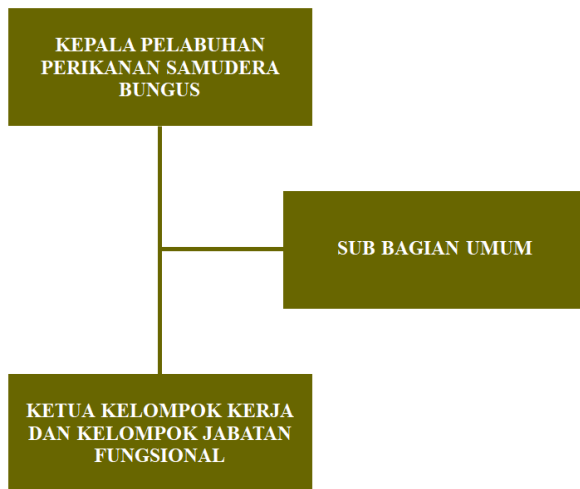 KEPALA PELABUHAN
PERIKANAN SAMUDERA
BUNGUS
SUB BAGIAN UMUM
KETUA KELOMPOK KERJA
DAN KELOMPOK JABATAN
FUNGSIONAL